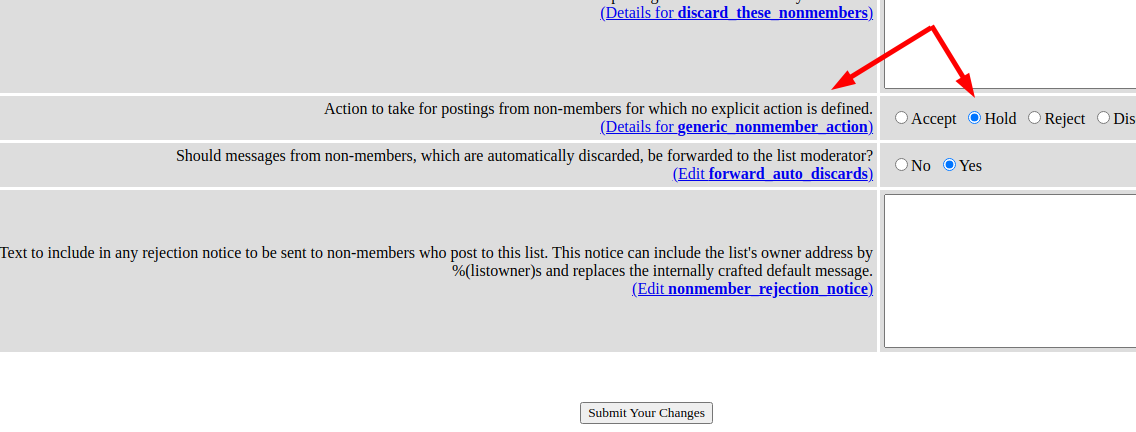 (Details for discard_these_nonmembers)
Action to take for postings from non-members for which no explicit action is defined.
(Details for generic_nonmember_action)
Accept Hold Reject Dis
Should messages from non-members, which are automatically discarded, be forwarded to the list moderator?
(Edit forward_auto_discards)
No Yes
Text to include in any rejection notice to be sent to non-members who post to this list. This notice can include the list's owner address by
%(listowner)s and replaces the internally crafted default message.
(Edit nonmember_rejection_notice)
Submit Your Changes